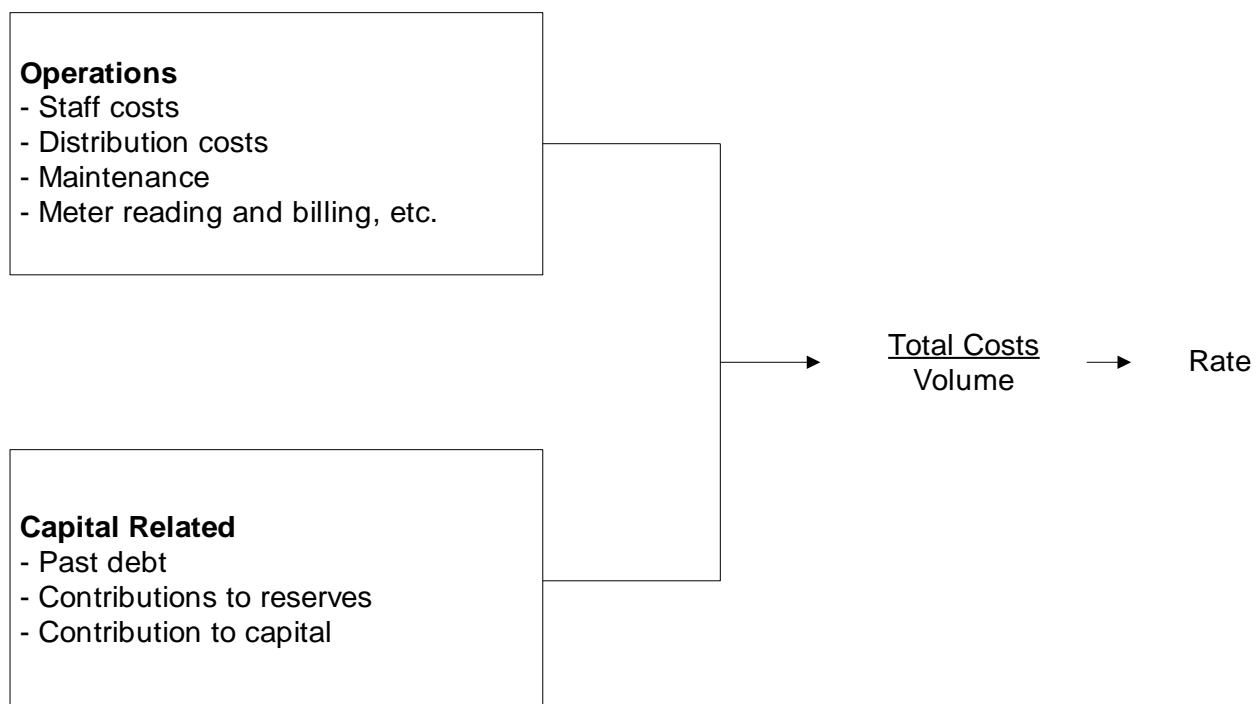 Operations
- Staff costs
- Distribution costs
- Maintenance
- Meter reading and billing, etc.
Total Costs
Volume
Rate
Capital Related
- Past debt
- Contributions to reserves
- Contribution to capital